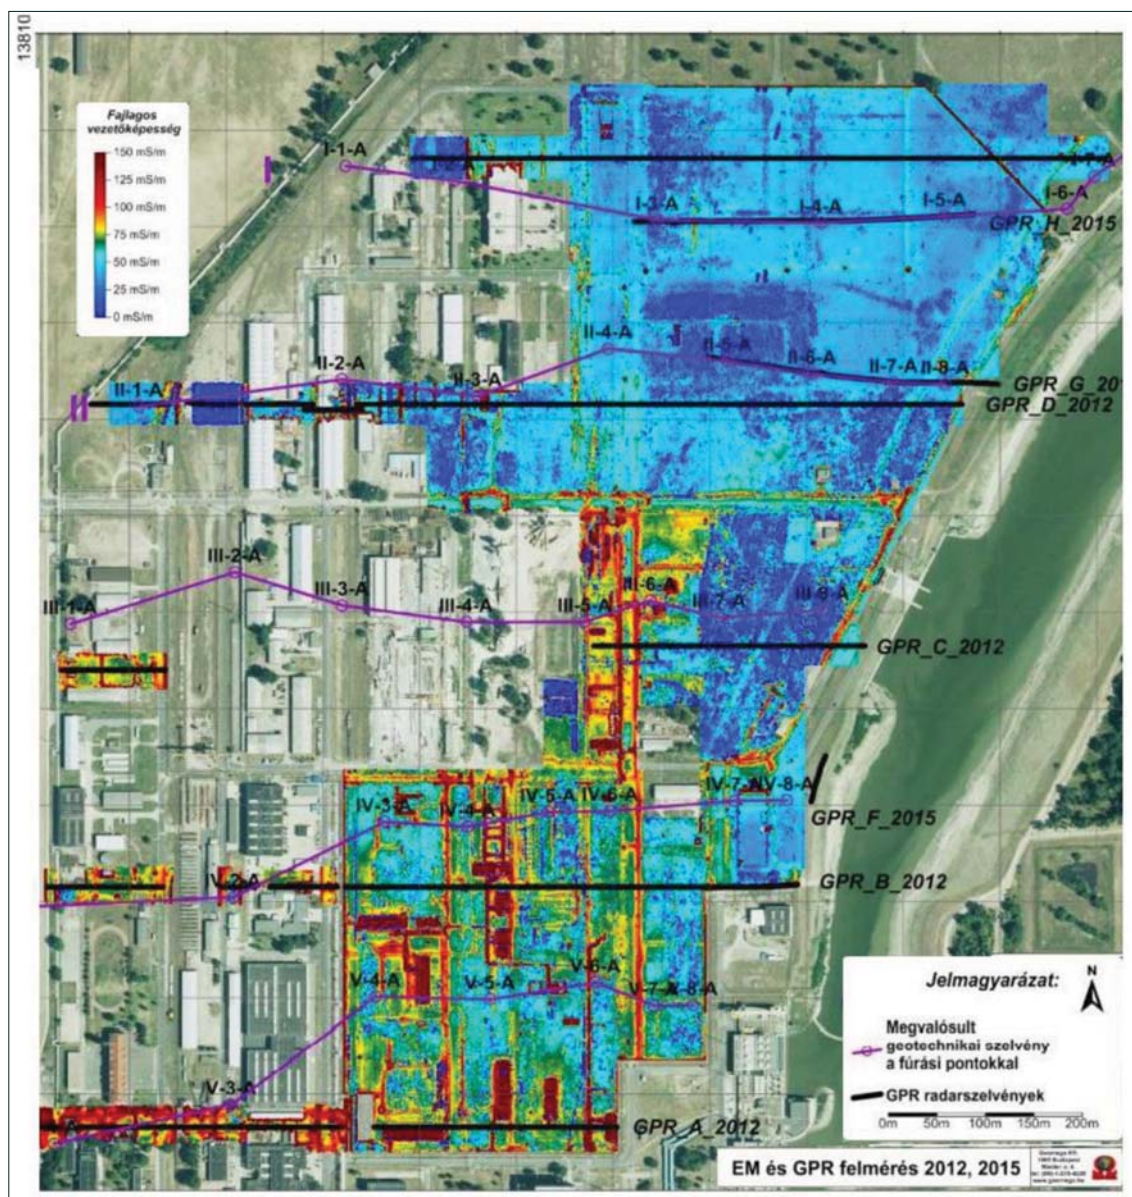 13810
Fajlagos
vezetőképesség
150 mS/m
125 mS/m
100 mS/m
75 mS/m
50 mS/m
25 mS/m
0 mS/m
I
I-1-A
I-3-A
I-4-A
I-5-A
I-6-A
I-7-A
GPR_H_2015
II-4-A
II-5-A
II-6-A
II-7-A
II-8-A
II-1-A
II-2-A
II-3-A
II
GPR_D_2012
III-1-A
III-2-A
III-3-A
III-4-A
III-5-A
III-6-A
III-7-A
GPR_C_2012
IV-3-A
IV-4-A
IV-5-A
IV-6-A
IV-7-A
IV-8-A
GPR_F_2015
V-2-A
GPR_B_2012
V-4-A
V-5-A
V-6-A
V-7-A
V-8-A
V-3-A
GPR_A_2012
Jelmagyarázat:
N
Megvalósult
geotechnikai szelvény
a fúrási pontokkal
GPR radarszelvények
0m 50m 100m 150m 200m
EM és GPR felmérés 2012, 2015